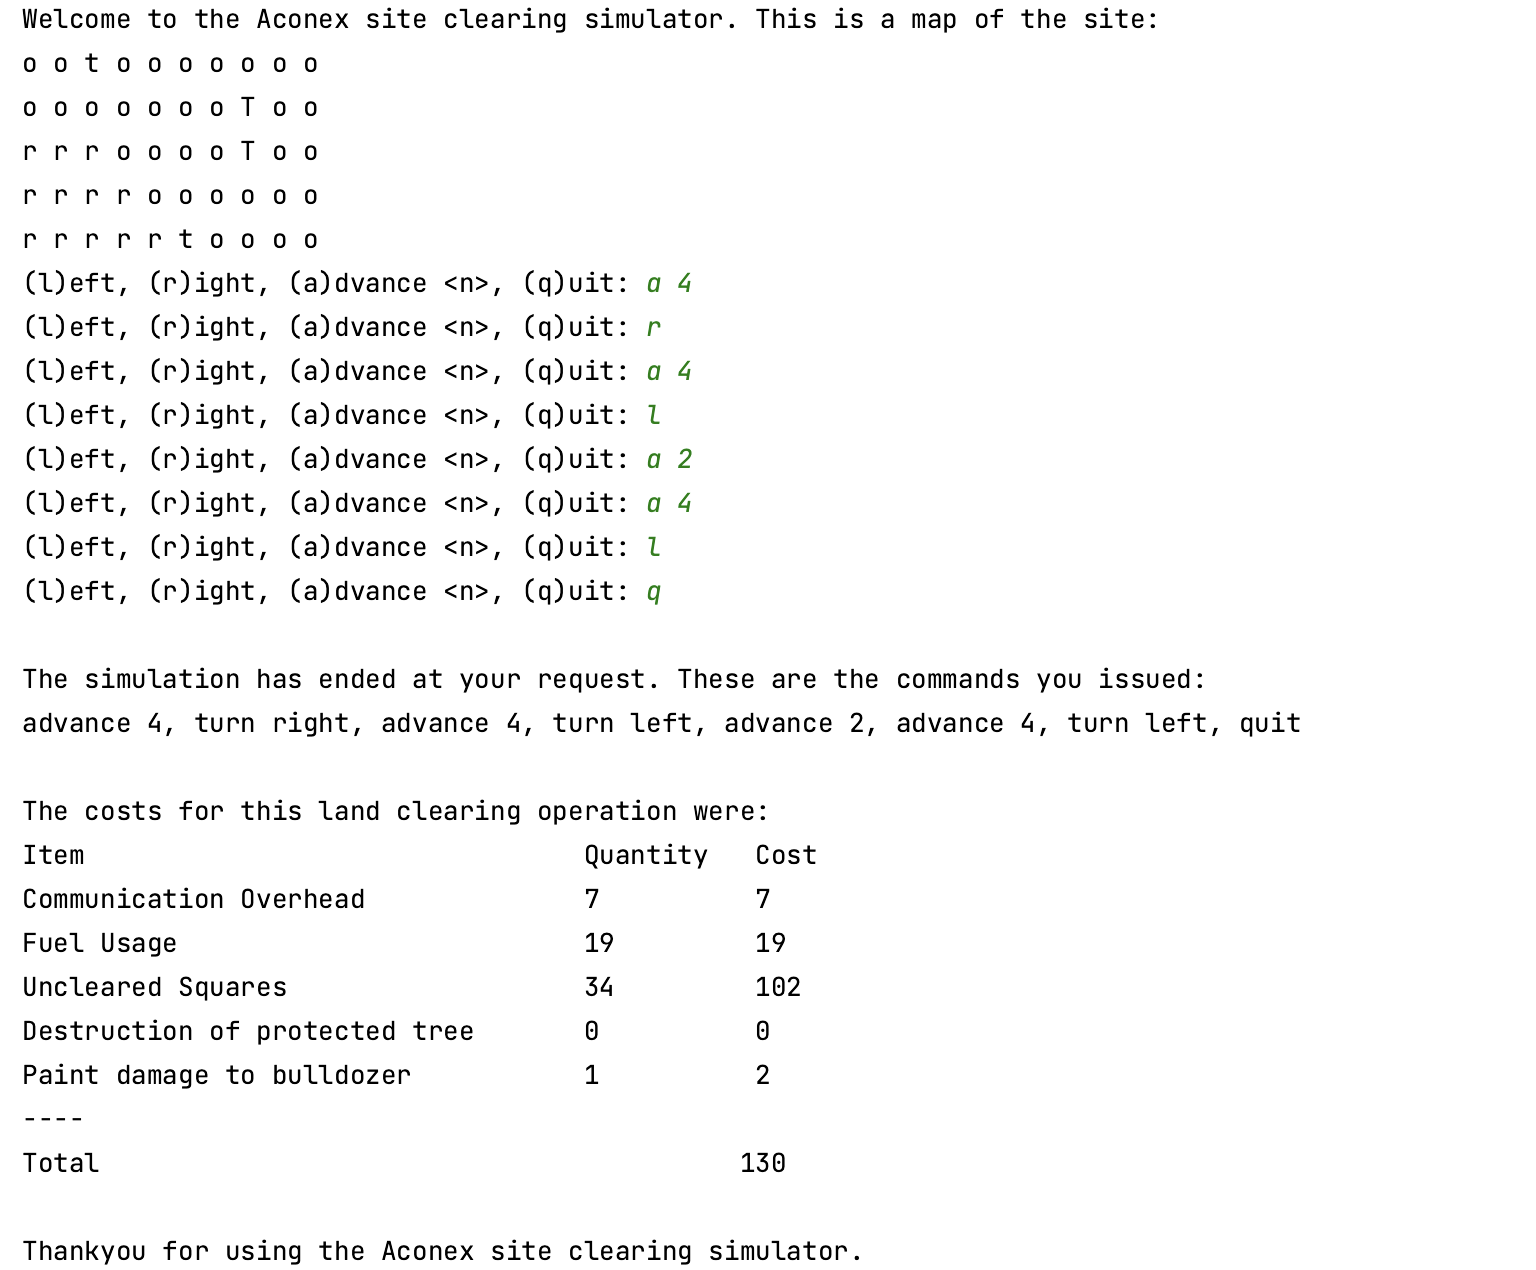 Welcome to the Aconex site clearing simulator. This is a map of the site:
o o t o o o o o o o
o o o o o o o T o o
r r r o o o o T o o
r r r r o o o o o o
r r r r r t o o o o
(l)eft, (r)ight, (a)dvance <n>, (q)uit: a 4
(l)eft, (r)ight, (a)dvance <n>, (q)uit: r
(l)eft, (r)ight, (a)dvance <n>, (q)uit: a 4
(l)eft, (r)ight, (a)dvance <n>, (q)uit: l
(l)eft, (r)ight, (a)dvance <n>, (q)uit: a 2
(l)eft, (r)ight, (a)dvance <n>, (q)uit: a 4
(l)eft, (r)ight, (a)dvance <n>, (q)uit: l
(l)eft, (r)ight, (a)dvance <n>, (q)uit: q
The simulation has ended at your request. These are the commands you issued:
advance 4, turn right, advance 4, turn left, advance 2, advance 4, turn left, quit
The costs for this land clearing operation were:
Item Quantity Cost
Communication Overhead 7 7
Fuel Usage 19 19
Uncleared Squares 34 102
Destruction of protected tree 0 0
Paint damage to bulldozer 1 2
----
Total 130
Thankyou for using the Aconex site clearing simulator.